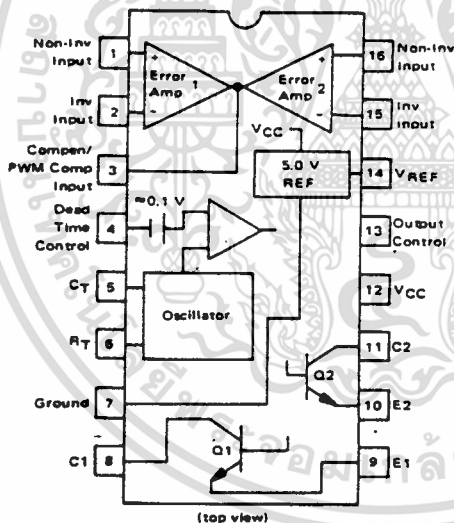 Non-Inv Input
1
Inv Input
2
Compen/ PWM Comp Input
3
Dead Time Control
4
CT
5
RT
6
Ground
7
C1
8
+
Error Amp 1
-
+
Error Amp 2
-
VCC
5.0 V REF
≈0.1 V
Oscillator
Q2
Q1
16
Non-Inv Input
15
Inv Input
14
VREF
13
Output Control
12
VCC
11
C2
10
E2
9
E1
(top view)